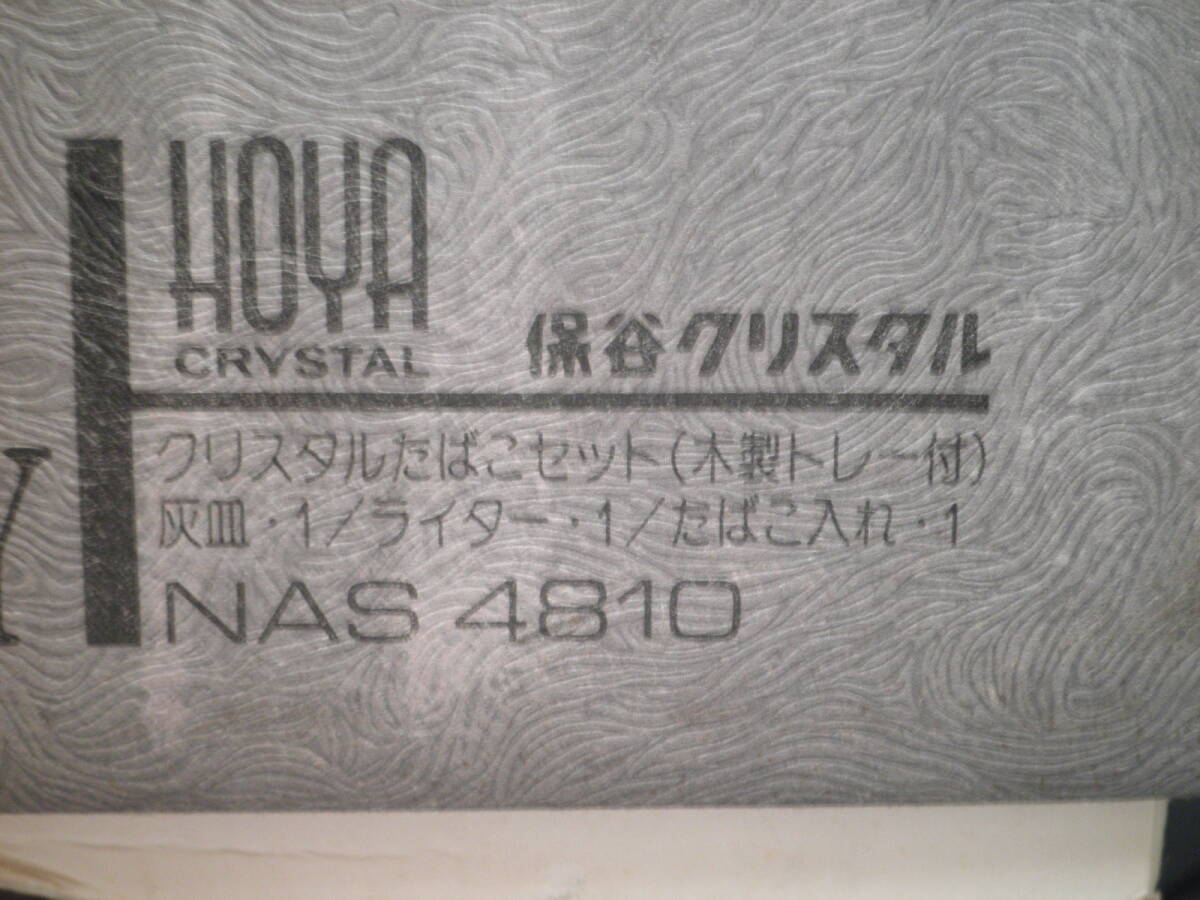 HOYA
CRYSTAL
保谷クリスタル
クリスタルたばこセット(木製トレー付)
灰皿・1/ライター・1/たばこ入れ・1
NAS 4810